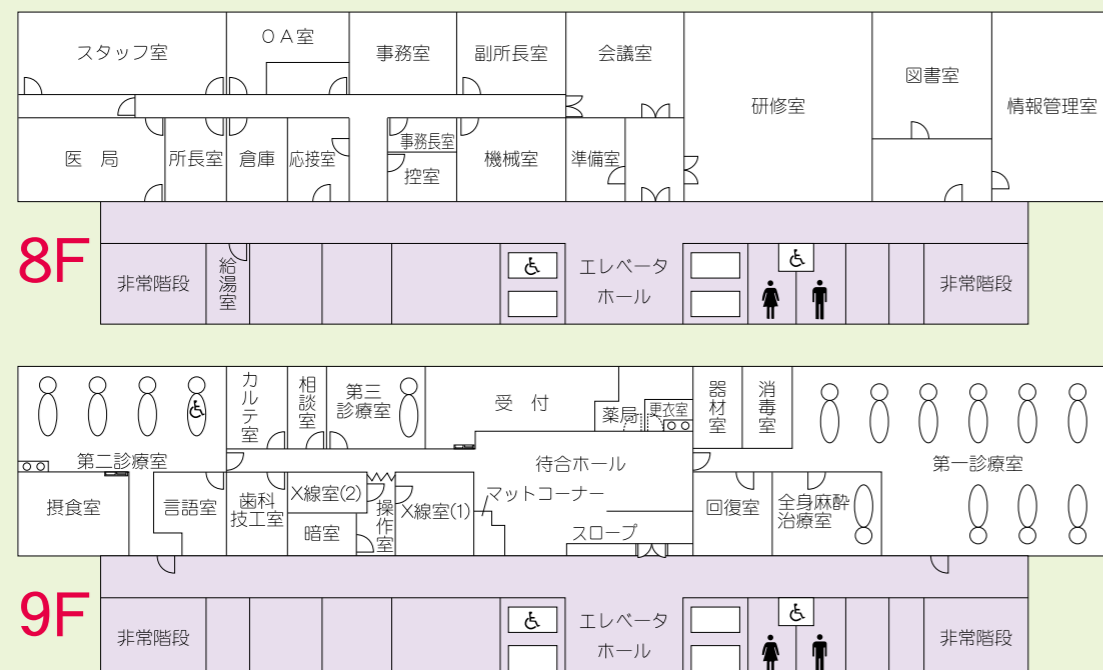 スタッフ室
OA室
事務室
副所長室
会議室
研修室
図書室
情報管理室
医 局
所長室
倉庫
応接室
事務長室
控室
機械室
準備室
8F
非常階段
給湯室
エレベータ
ホール
非常階段
カルテ室
相談室
第三
診療室
受 付
薬局
更衣室
器材室
消毒室
第二診療室
待合ホール
第一診療室
摂食室
言語室
歯科
技工室
X線室(2)
暗室
操作室
X線室(1)
マットコーナー
スロープ
回復室
全身麻酔
治療室
9F
非常階段
エレベータ
ホール
非常階段